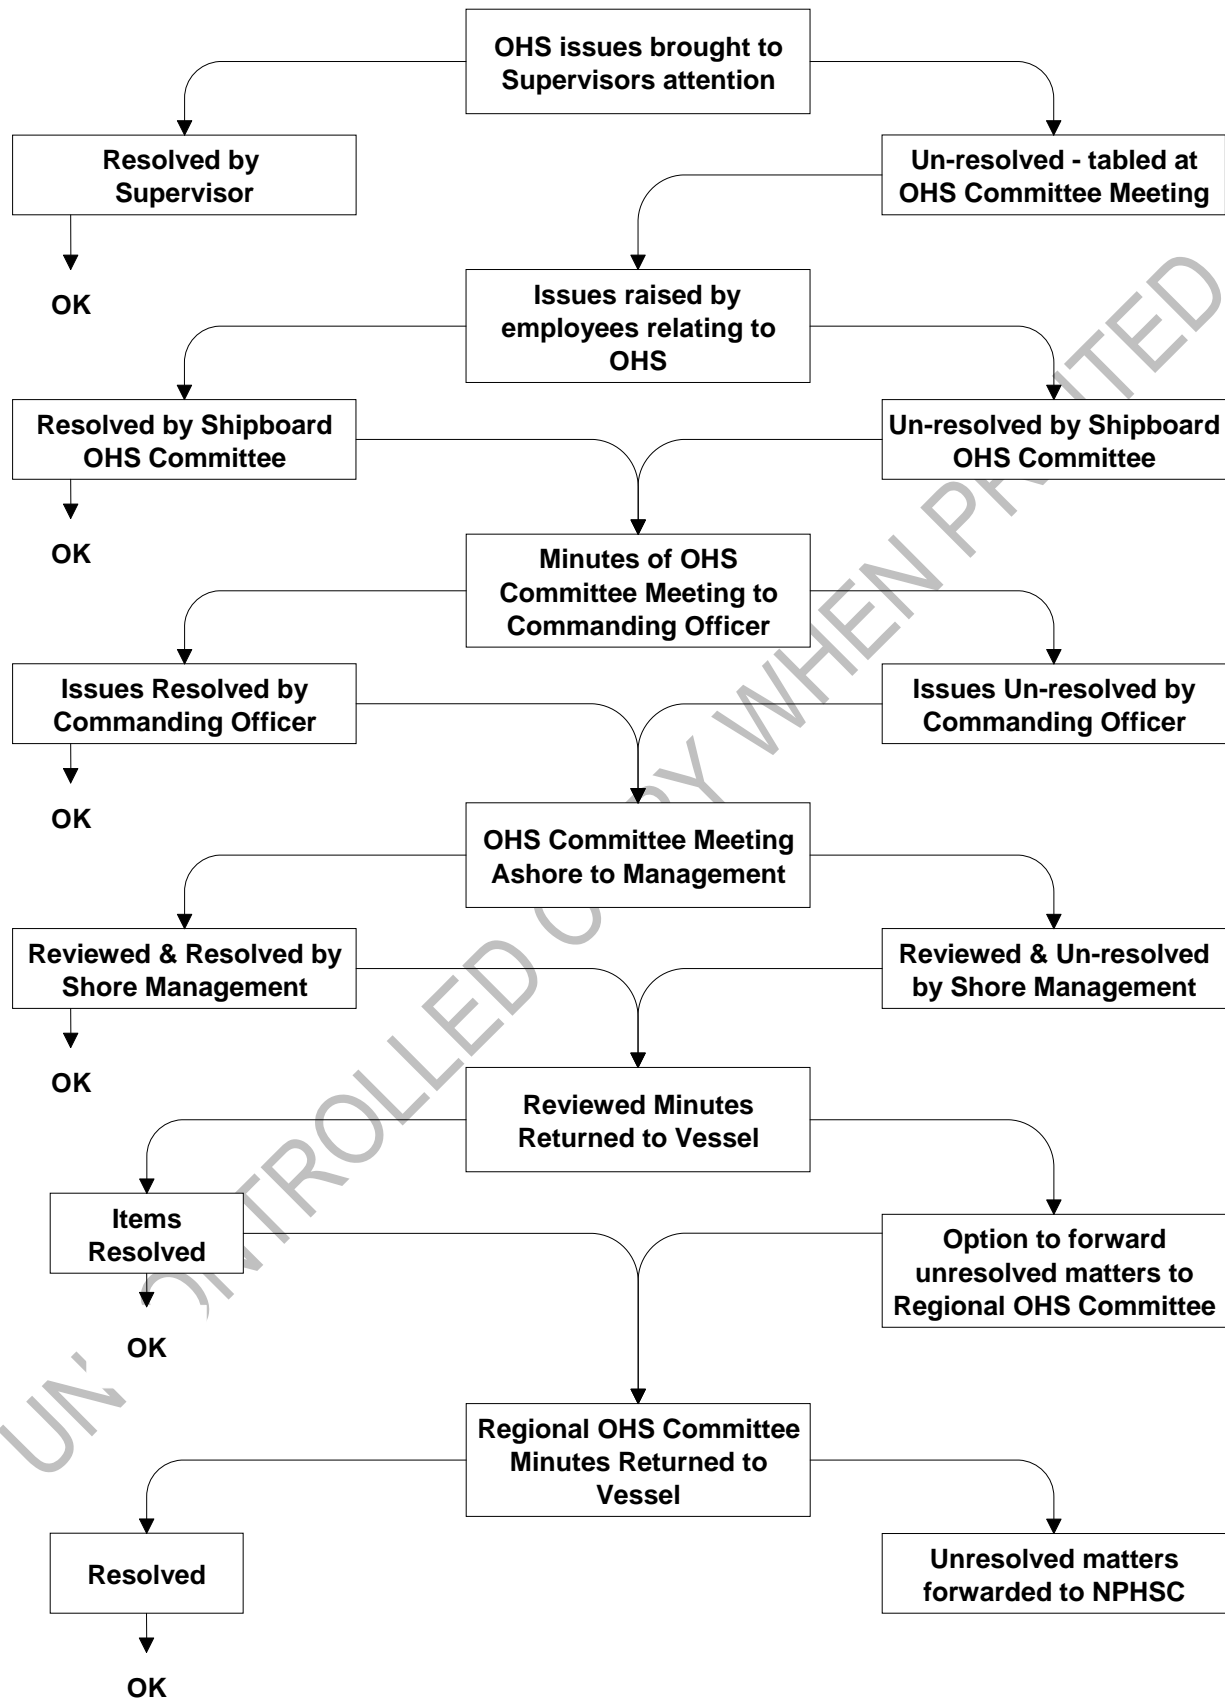 OHS issues brought to
Supervisors attention
Resolved by
Supervisor
Un-resolved - tabled at
OHS Committee Meeting
OK
Issues raised by
employees relating to
OHS
Resolved by Shipboard
OHS Committee
Un-resolved by Shipboard
OHS Committee
OK
Minutes of OHS
Committee Meeting to
Commanding Officer
Issues Resolved by
Commanding Officer
Issues Un-resolved by
Commanding Officer
OK
OHS Committee Meeting
Ashore to Management
Reviewed & Resolved by
Shore Management
Reviewed & Un-resolved
by Shore Management
OK
Reviewed Minutes
Returned to Vessel
Items
Resolved
Option to forward
unresolved matters to
Regional OHS Committee
OK
Regional OHS Committee
Minutes Returned to
Vessel
Resolved
Unresolved matters
forwarded to NPHSC
OK
UNCONTROLLED COPY WHEN PRINTED